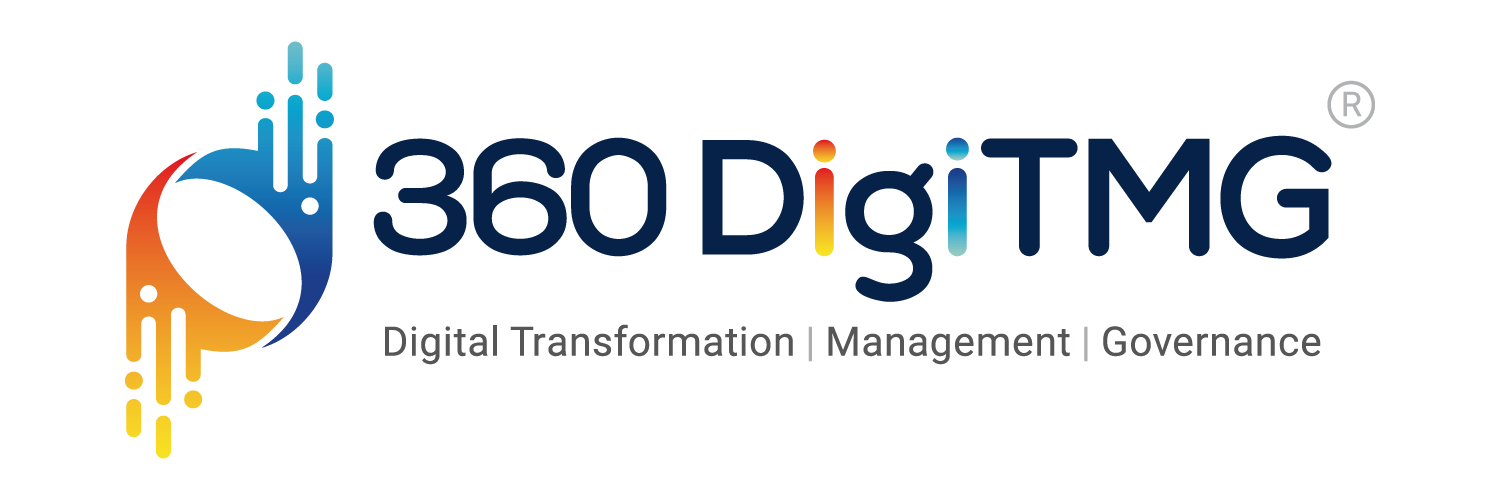 360 DigiTMG ®
Digital Transformation | Management | Governance